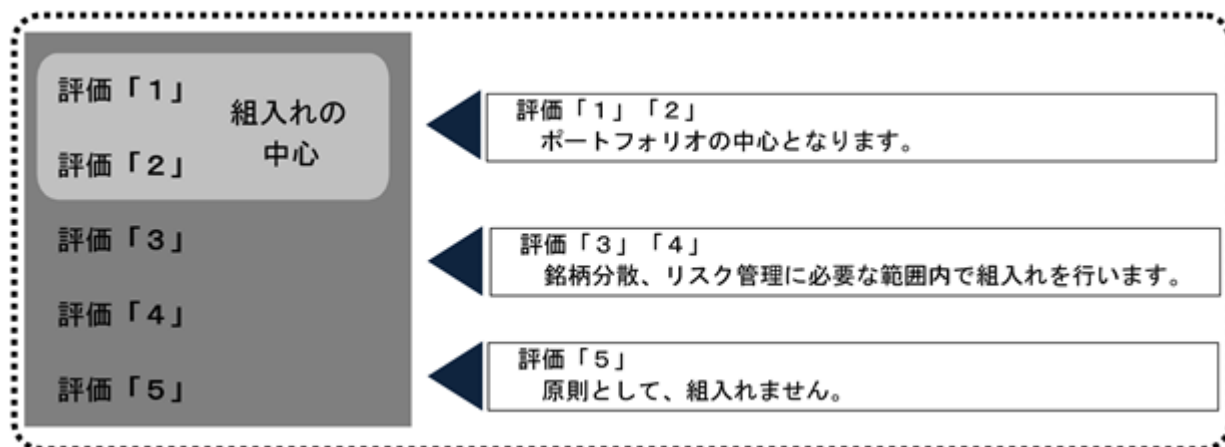 評価「１」
組入れの
中心
評価「２」
評価「３」
評価「４」
評価「５」
評価「１」「２」
ポートフォリオの中心となります。
評価「３」「４」
銘柄分散、リスク管理に必要な範囲内で組入れを行います。
評価「５」
原則として、組入れません。